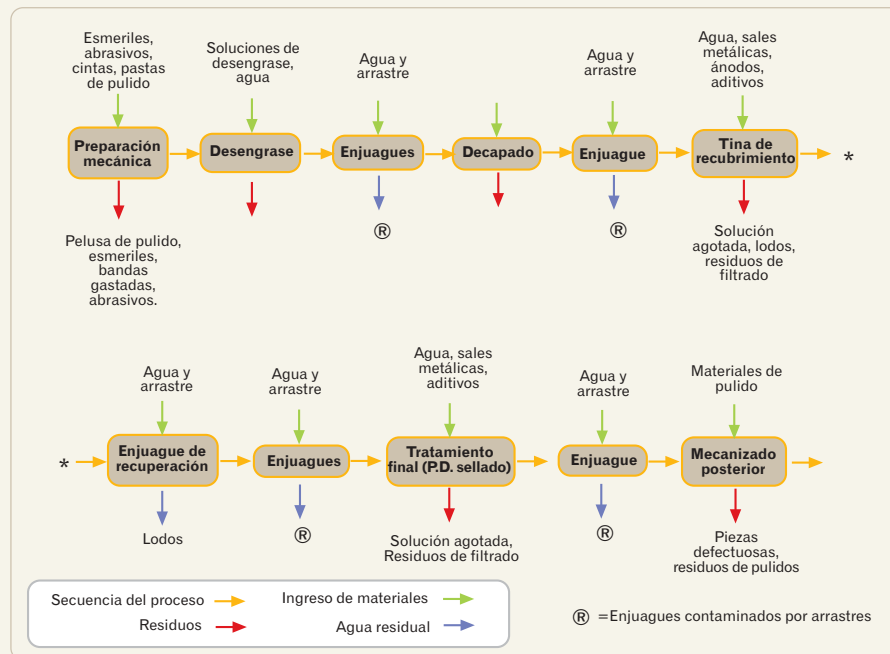 Esmeriles,
abrasivos,
cintas, pastas
de pulido
Soluciones de
desengrase,
agua
Agua y
arrastre
Agua y
arrastre
Agua, sales
metálicas,
ánodos,
aditivos
Preparación
mecánica
Desengrase
Enjuagues
Decapado
Enjuague
Tina de
recubrimiento
*
Pelusa de pulido,
esmeriles,
bandas
gastadas,
abrasivos.
®
®
Solución
agotada, lodos,
residuos de
filtrado
Agua y
arrastre
Agua y
arrastre
Agua, sales
metálicas,
aditivos
Agua y
arrastre
Materiales de
pulido
*
Enjuague de
recuperación
Enjuagues
Tratamiento
final (P.D. sellado)
Enjuague
Mecanizado
posterior
Lodos
®
Solución agotada,
Residuos de filtrado
®
Piezas
defectuosas,
residuos de pulidos
Secuencia del proceso
Ingreso de materiales
Residuos
Agua residual
® =Enjuagues contaminados por arrastres